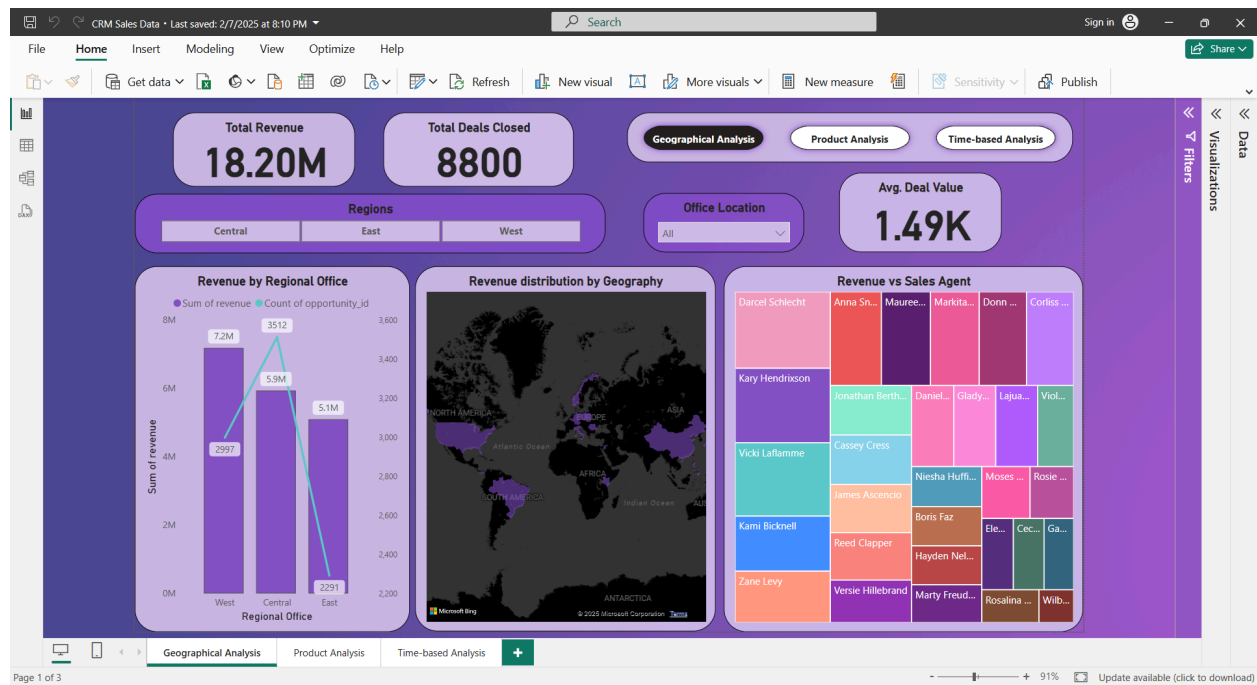 CRM Sales Data • Last saved: 2/7/2025 at 8:10 PM
Search
Sign in
File Home Insert Modeling View Optimize Help
Share
Get data
Refresh
New visual
More visuals
New measure
Sensitivity
Publish
Total Revenue
18.20M
Total Deals Closed
8800
Geographical Analysis
Product Analysis
Time-based Analysis
Regions
Central East West
Office Location
All
Avg. Deal Value
1.49K
Filters
Visualizations
Data
DAX
Revenue by Regional Office
Sum of revenue Count of opportunity_id
8M
6M
4M
2M
0M
Sum of revenue
7.2M
2997
3512
5.9M
5.1M
2291
3,600
3,400
3,200
3,000
2,800
2,600
2,400
2,200
West Central East
Regional Office
Revenue distribution by Geography
NORTH AMERICA
EUROPE
ASIA
Atlantic Ocean
AFRICA
SOUTH AMERICA
Indian Ocean
AU
ANTARCTICA
Microsoft Bing
© 2025 Microsoft Corporation Terms
Revenue vs Sales Agent
Darcel Schlecht
Kary Hendrixson
Vicki Laflamme
Kami Bicknell
Zane Levy
Anna Sn...
Mauree...
Markita...
Donn ...
Corliss ...
Jonathan Berth...
Cassey Cress
James Ascencio
Reed Clapper
Versie Hillebrand
Daniel...
Glady...
Lajua...
Viol...
Niesha Huffi...
Boris Faz
Hayden Nel...
Marty Freud...
Moses ...
Rosie ...
Ele...
Cec...
Ga...
Rosalina ...
Wilb...
Geographical Analysis
Product Analysis
Time-based Analysis
Page 1 of 3
- + 91%
Update available (click to download)